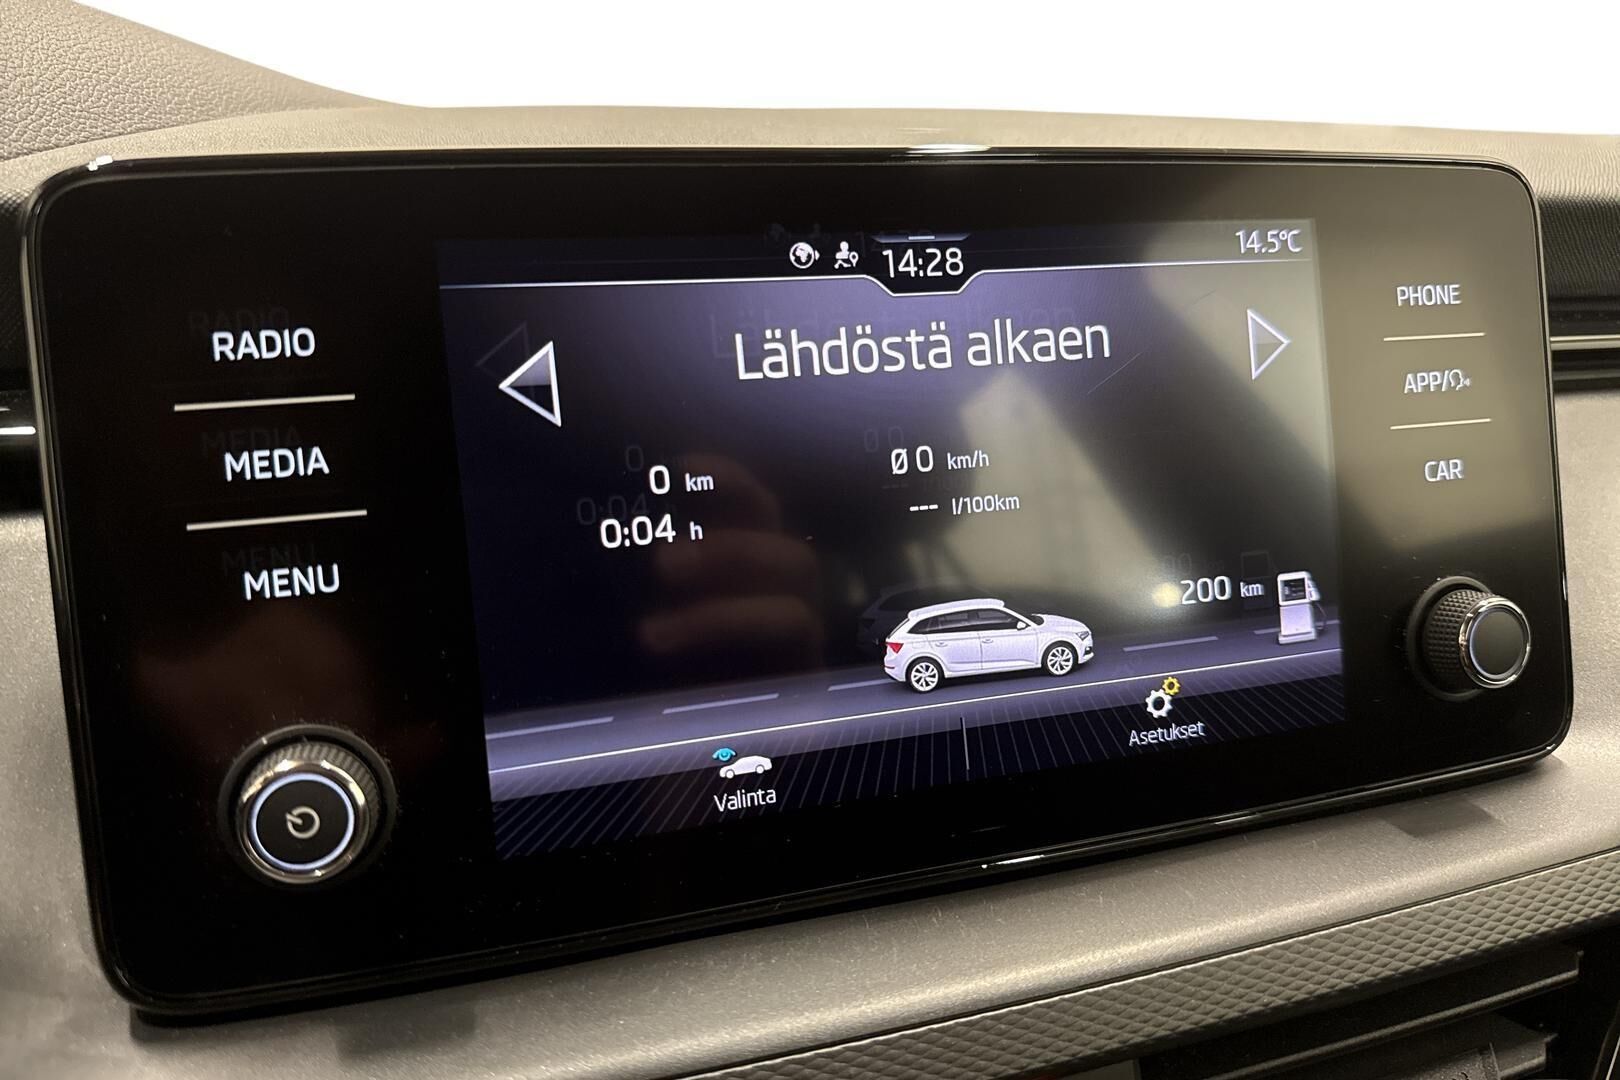 14:28
14.5°C
RADIO
MEDIA
MENU
Lähdöstä alkaen
0 km
0:04 h
Ø 0 km/h
--- l/100km
200 km
Valinta
Asetukset
PHONE
APP/
CAR